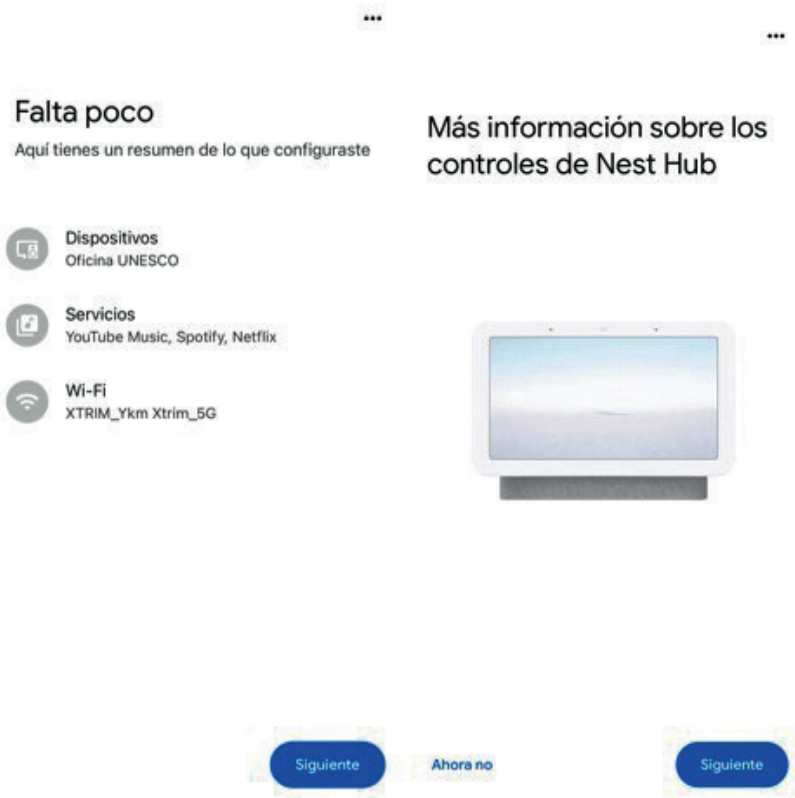 Falta poco
Aquí tienes un resumen de lo que configuraste
Dispositivos
Oficina UNESCO
Servicios
YouTube Music, Spotify, Netflix
Wi-Fi
XTRIM_Ykm Xtrim_5G
Siguiente
Más información sobre los
controles de Nest Hub
Ahora no
Siguiente